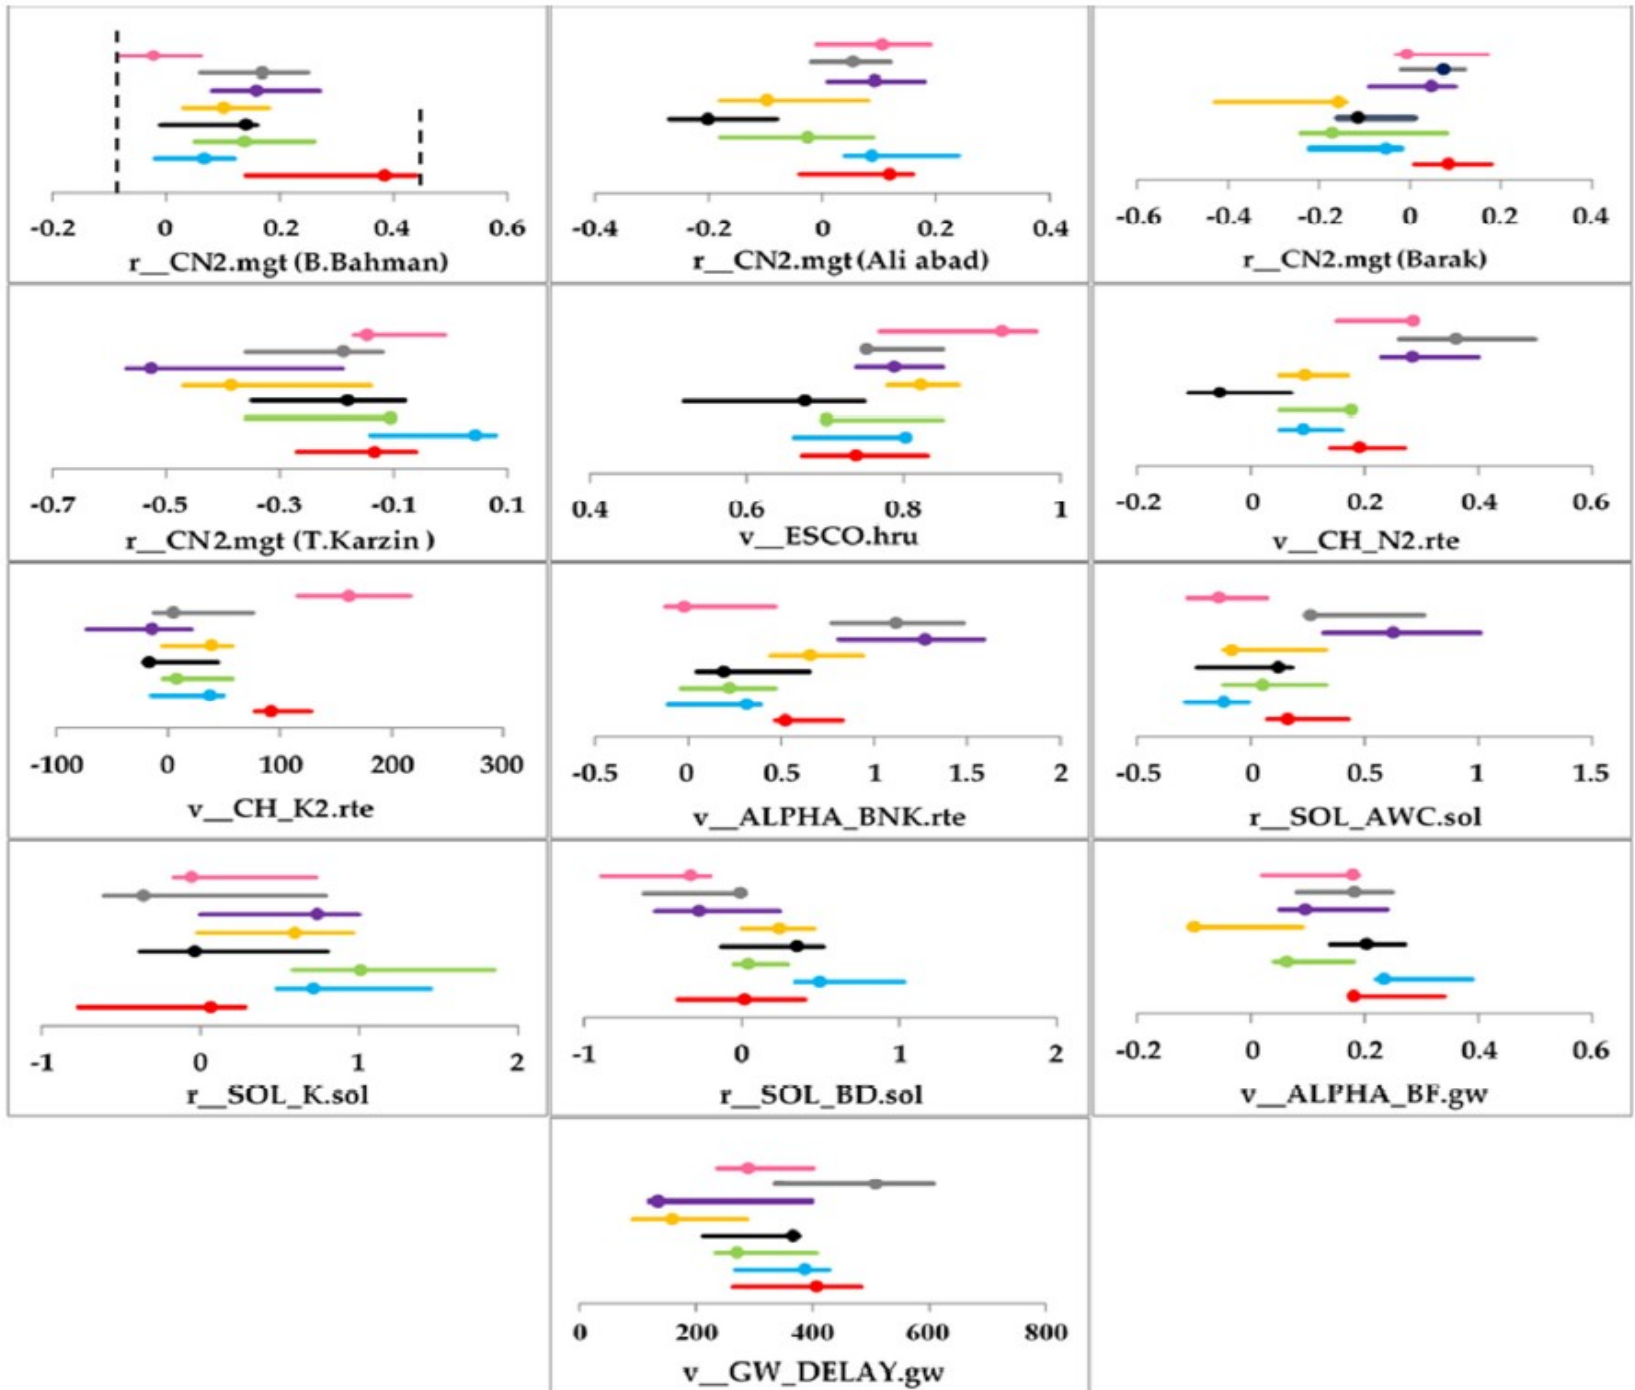 -0.2 0 0.2 0.4 0.6
r__CN2.mgt (B.Bahman)
-0.4 -0.2 0 0.2 0.4
r__CN2.mgt (Ali abad)
-0.6 -0.4 -0.2 0 0.2 0.4
r__CN2.mgt (Barak)
-0.7 -0.5 -0.3 -0.1 0.1
r__CN2.mgt (T.Karzin )
0.4 0.6 0.8 1
v__ESCO.hru
-0.2 0 0.2 0.4 0.6
v__CH_N2.rte
-100 0 100 200 300
v__CH_K2.rte
-0.5 0 0.5 1 1.5 2
v__ALPHA_BNK.rte
-0.5 0 0.5 1 1.5
r__SOL_AWC.sol
-1 0 1 2
r__SOL_K.sol
-1 0 1 2
r__SOL_BD.sol
-0.2 0 0.2 0.4 0.6
v__ALPHA_BF.gw
0 200 400 600 800
v__GW_DELAY.gw